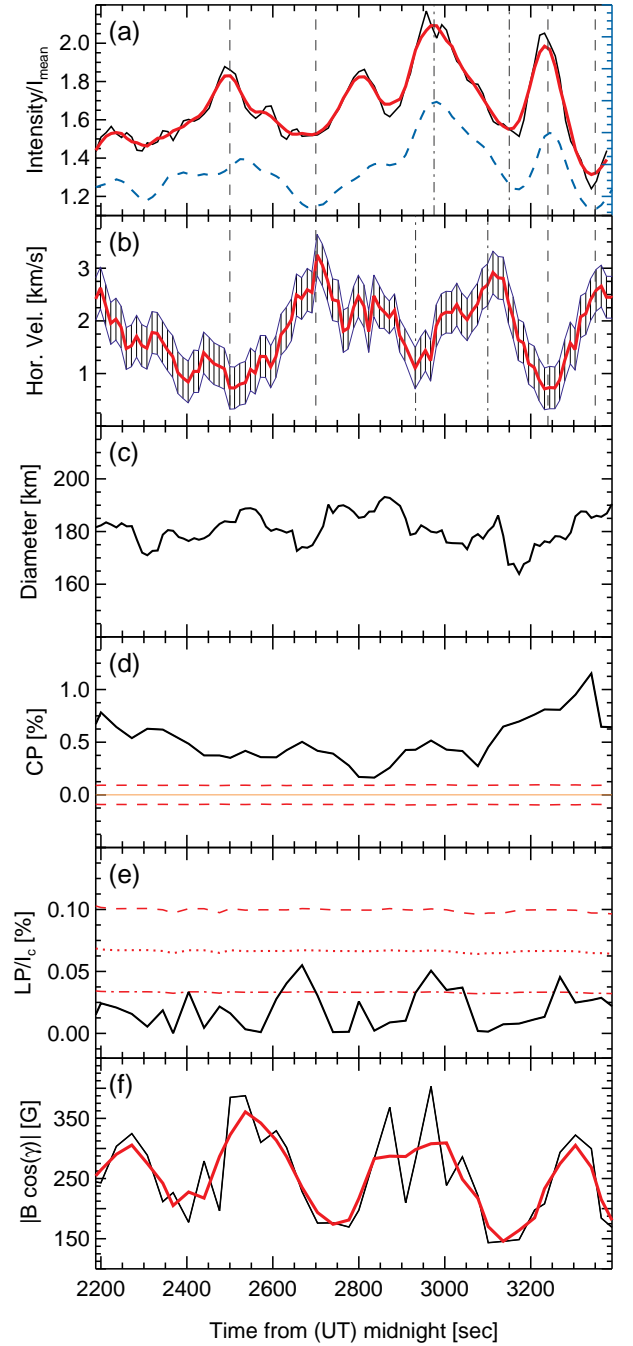 (a)
Intensity/I_mean
2.0
1.8
1.6
1.4
1.2
(b)
Hor. Vel. [km/s]
3
2
1
(c)
Diameter [km]
200
180
160
(d)
CP [%]
1.0
0.5
0.0
(e)
LP/I_c [%]
0.10
0.05
0.00
(f)
|B cos(γ)| [G]
350
250
150
2200 2400 2600 2800 3000 3200
Time from (UT) midnight [sec]